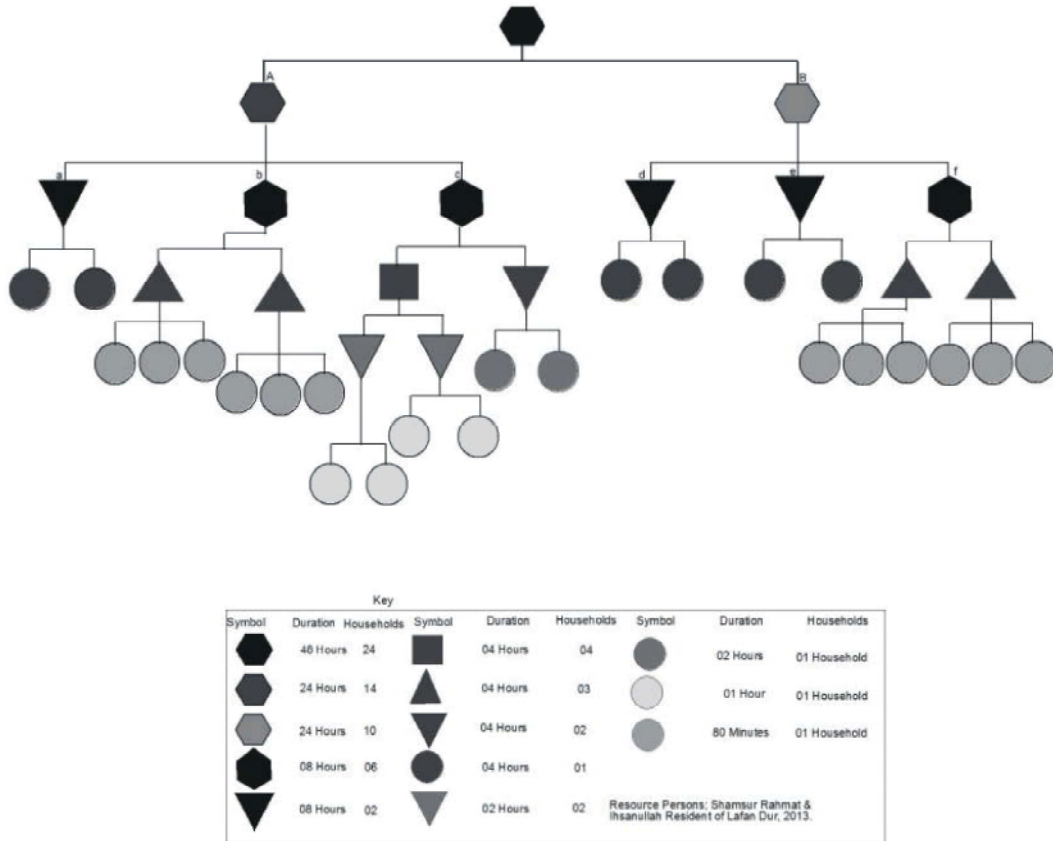 A B
a b c d e f
Key
Symbol Duration Households Symbol Duration Households Symbol Duration Households
48 Hours 24 04 Hours 04 02 Hours 01 Household
24 Hours 14 04 Hours 03 01 Hour 01 Household
24 Hours 10 04 Hours 02 80 Minutes 01 Household
08 Hours 06 04 Hours 01
08 Hours 02 02 Hours 02 Resource Persons; Shamsur Rahmat &
Ihsanullah Resident of Lafan Dur, 2013.